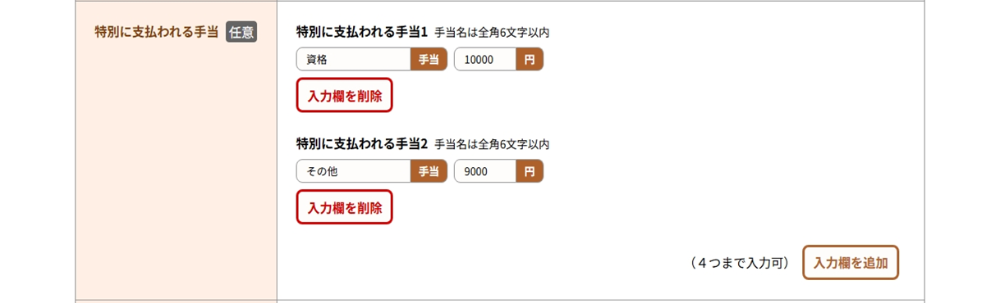 特別に支払われる手当 任意
特別に支払われる手当1 手当名は全角6文字以内
資格 手当 10000 円
入力欄を削除
特別に支払われる手当2 手当名は全角6文字以内
その他 手当 9000 円
入力欄を削除
（４つまで入力可） 入力欄を追加